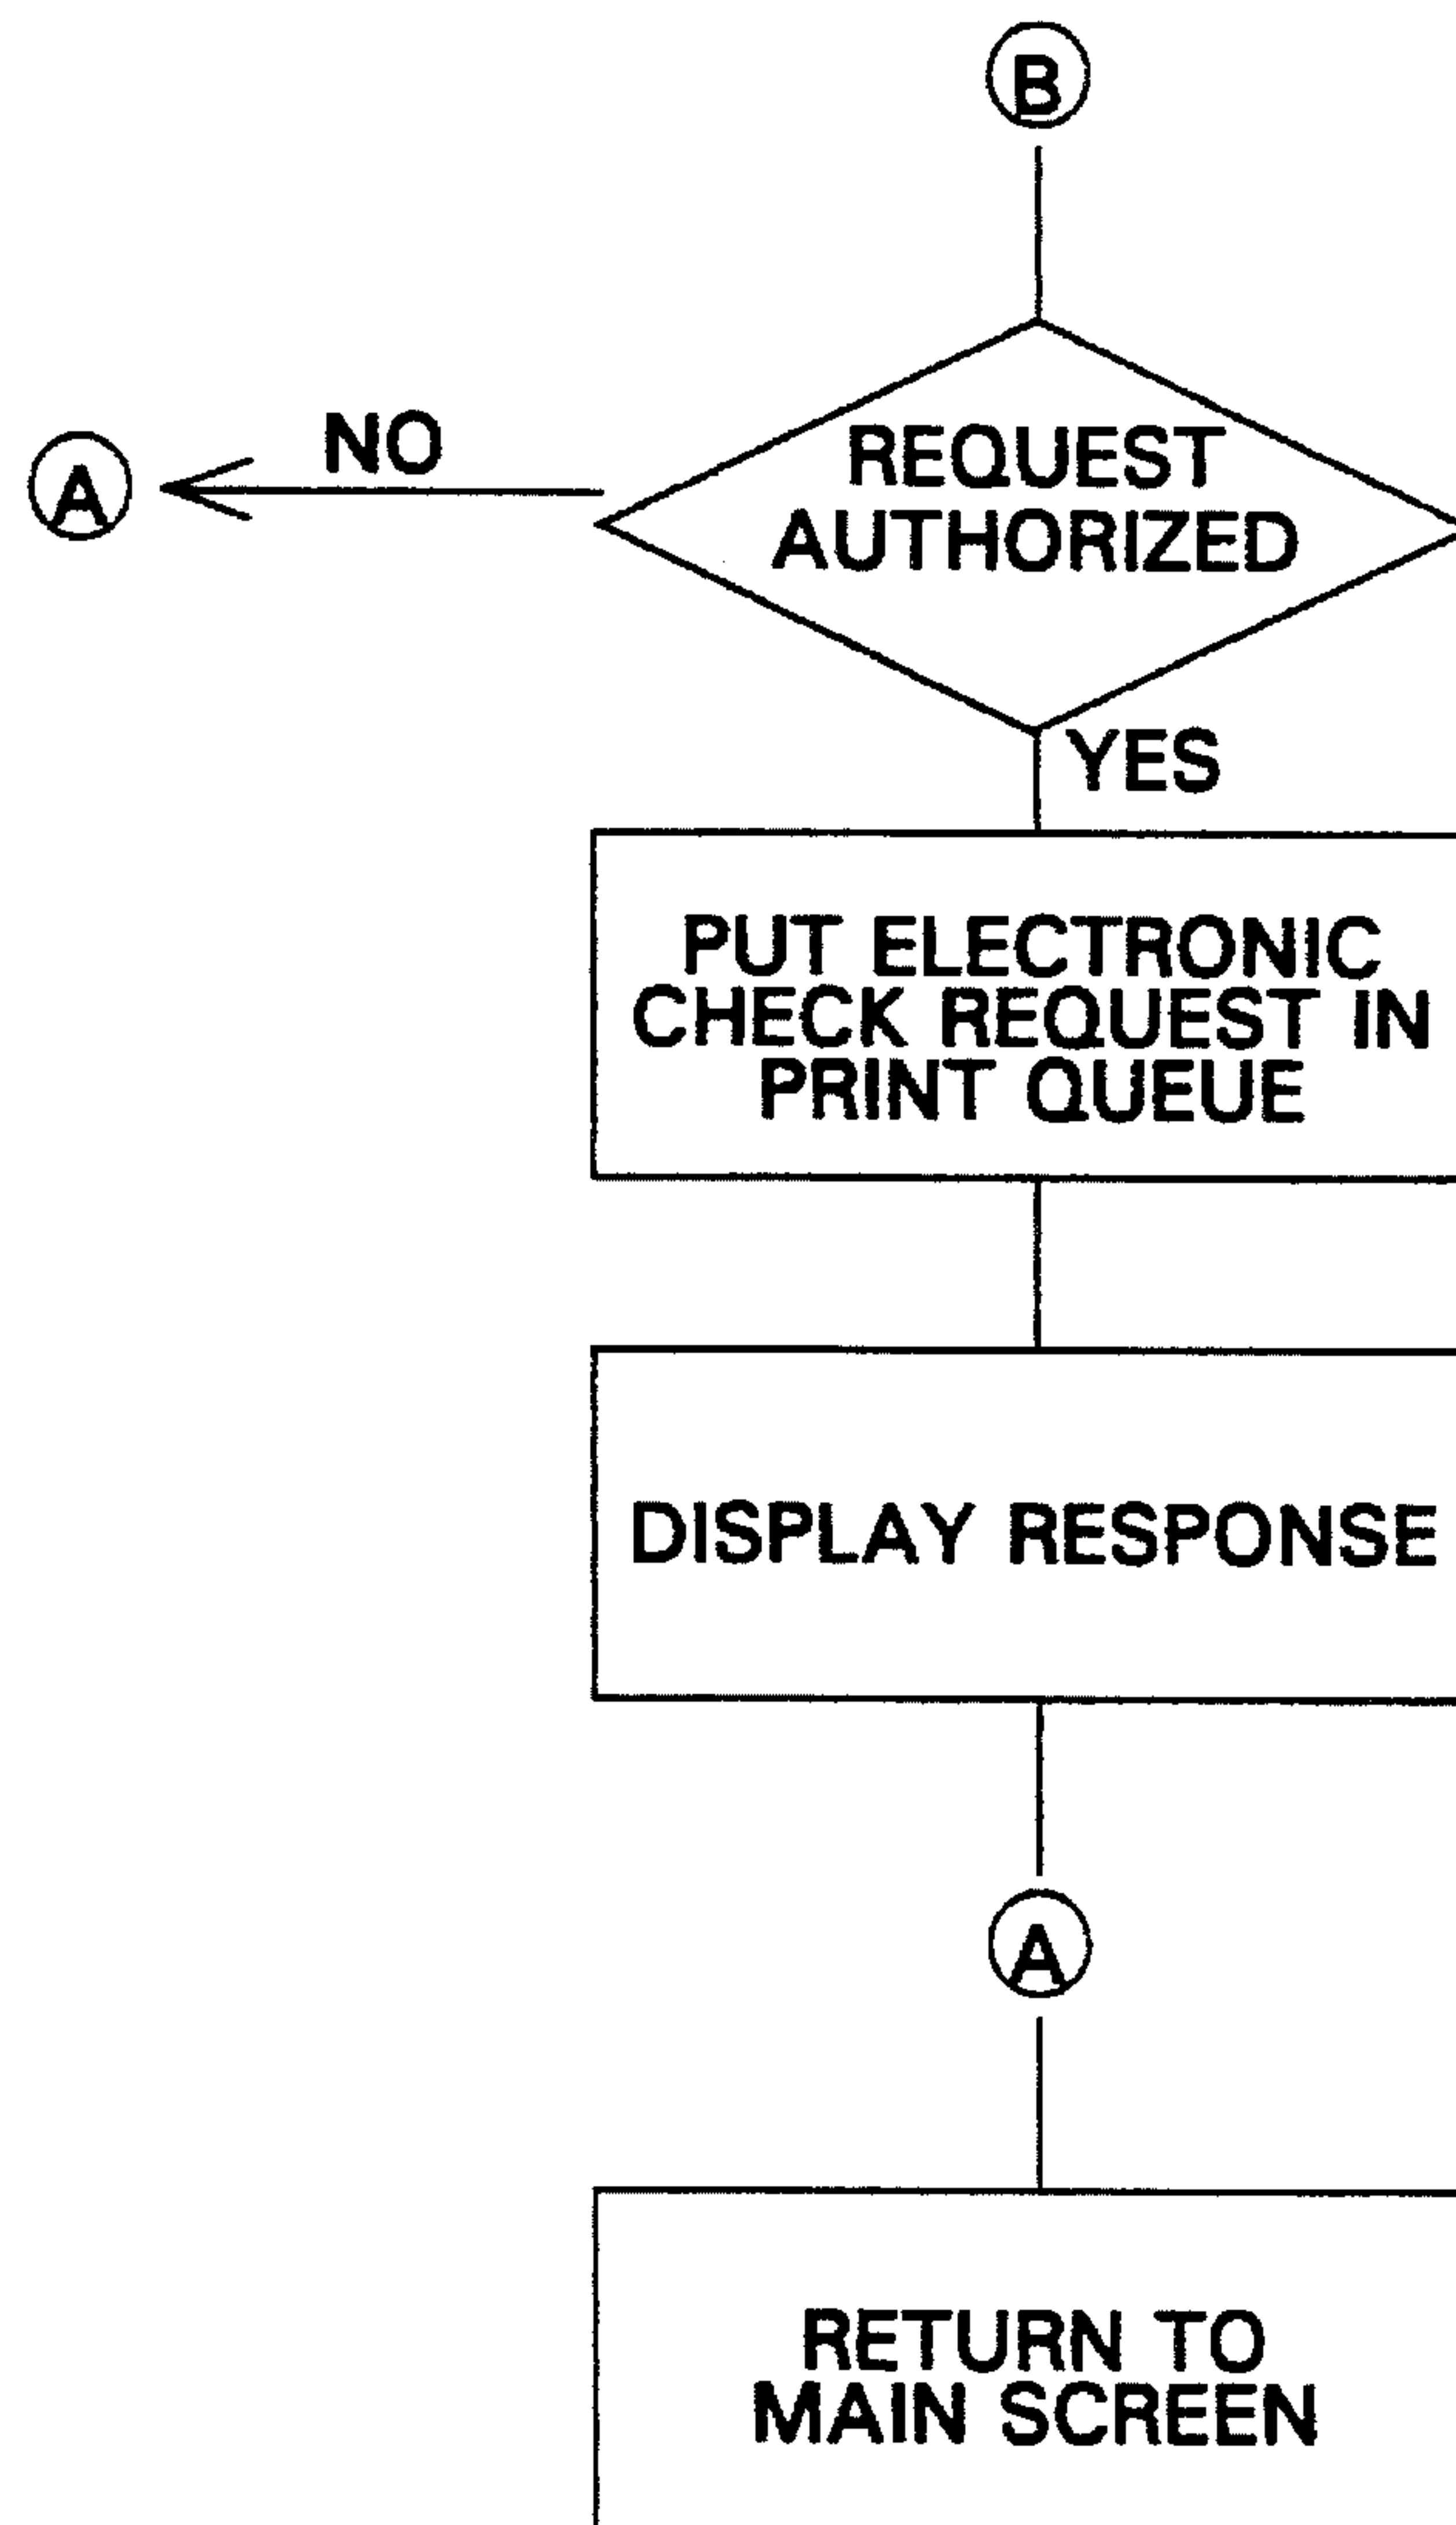 B
NO
A
REQUEST
AUTHORIZED
YES
PUT ELECTRONIC
CHECK REQUEST IN
PRINT QUEUE
DISPLAY RESPONSE
A
RETURN TO
MAIN SCREEN